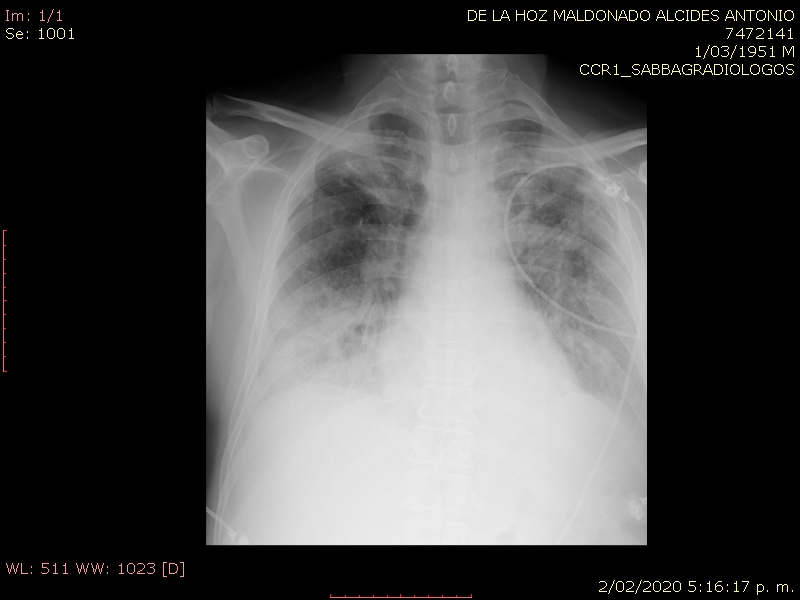 Im: 1/1
Se: 1001
DE LA HOZ MALDONADO ALCIDES ANTONIO
7472141
1/03/1951 M
CCR1_SABBAGRADIOLOGOS
WL: 511 WW: 1023 [D]
2/02/2020 5:16:17 p. m.